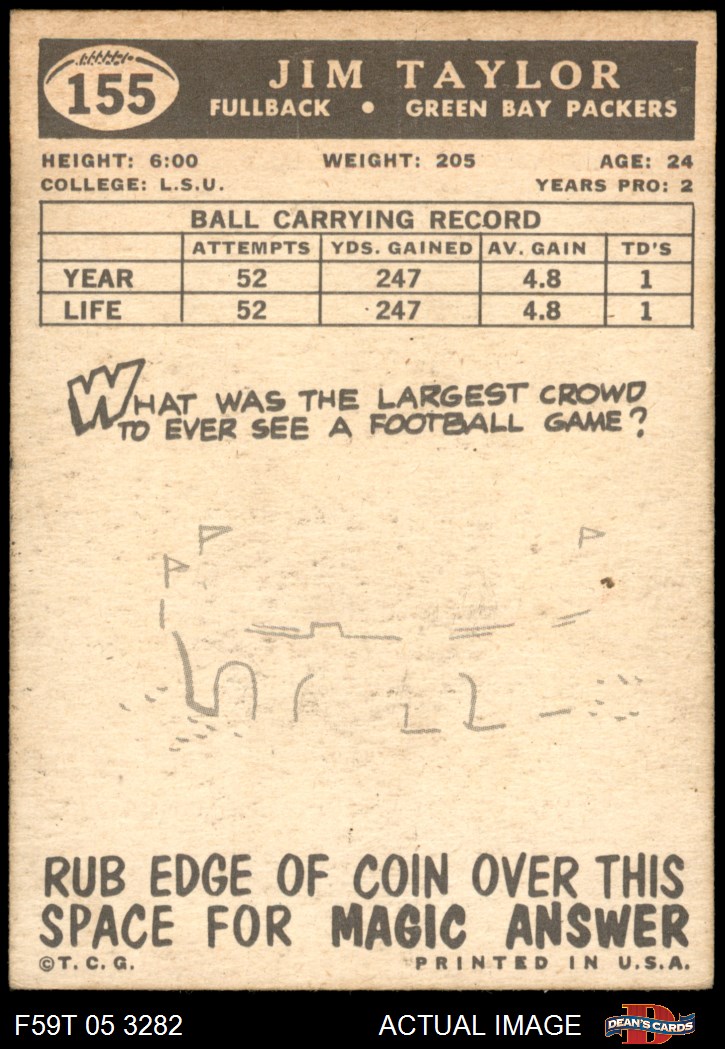 155
JIM TAYLOR
FULLBACK • GREEN BAY PACKERS
HEIGHT: 6:00 WEIGHT: 205 AGE: 24
COLLEGE: L.S.U. YEARS PRO: 2
BALL CARRYING RECORD
ATTEMPTS YDS. GAINED AV. GAIN TD'S
YEAR 52 247 4.8 1
LIFE 52 247 4.8 1
WHAT WAS THE LARGEST CROWD
TO EVER SEE A FOOTBALL GAME?
RUB EDGE OF COIN OVER THIS
SPACE FOR MAGIC ANSWER
©T.C.G. PRINTED IN U.S.A.
F59T 05 3282 ACTUAL IMAGE D DEAN'S CARDS